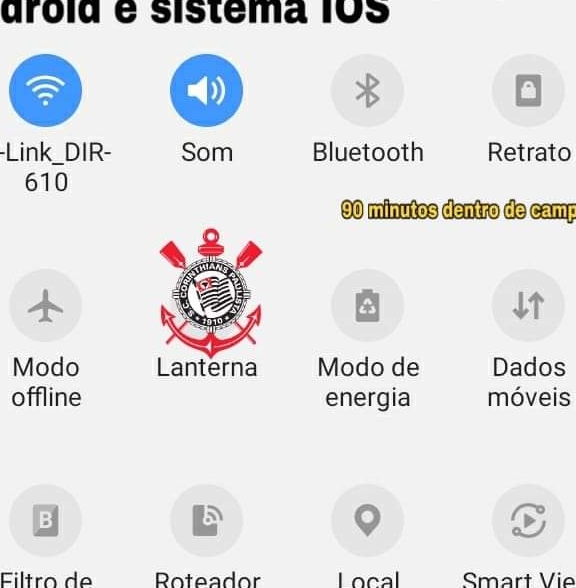 droid e sistema IOS
-Link_DIR-
610
Som
Bluetooth
Retrato
90 minutos dentro de camp
S.C. CORINTHIANS PAULISTA
1910
Modo
offline
Lanterna
Modo de
energia
Dados
móveis
B
Filtro de
Roteador
Local
Smart Vie